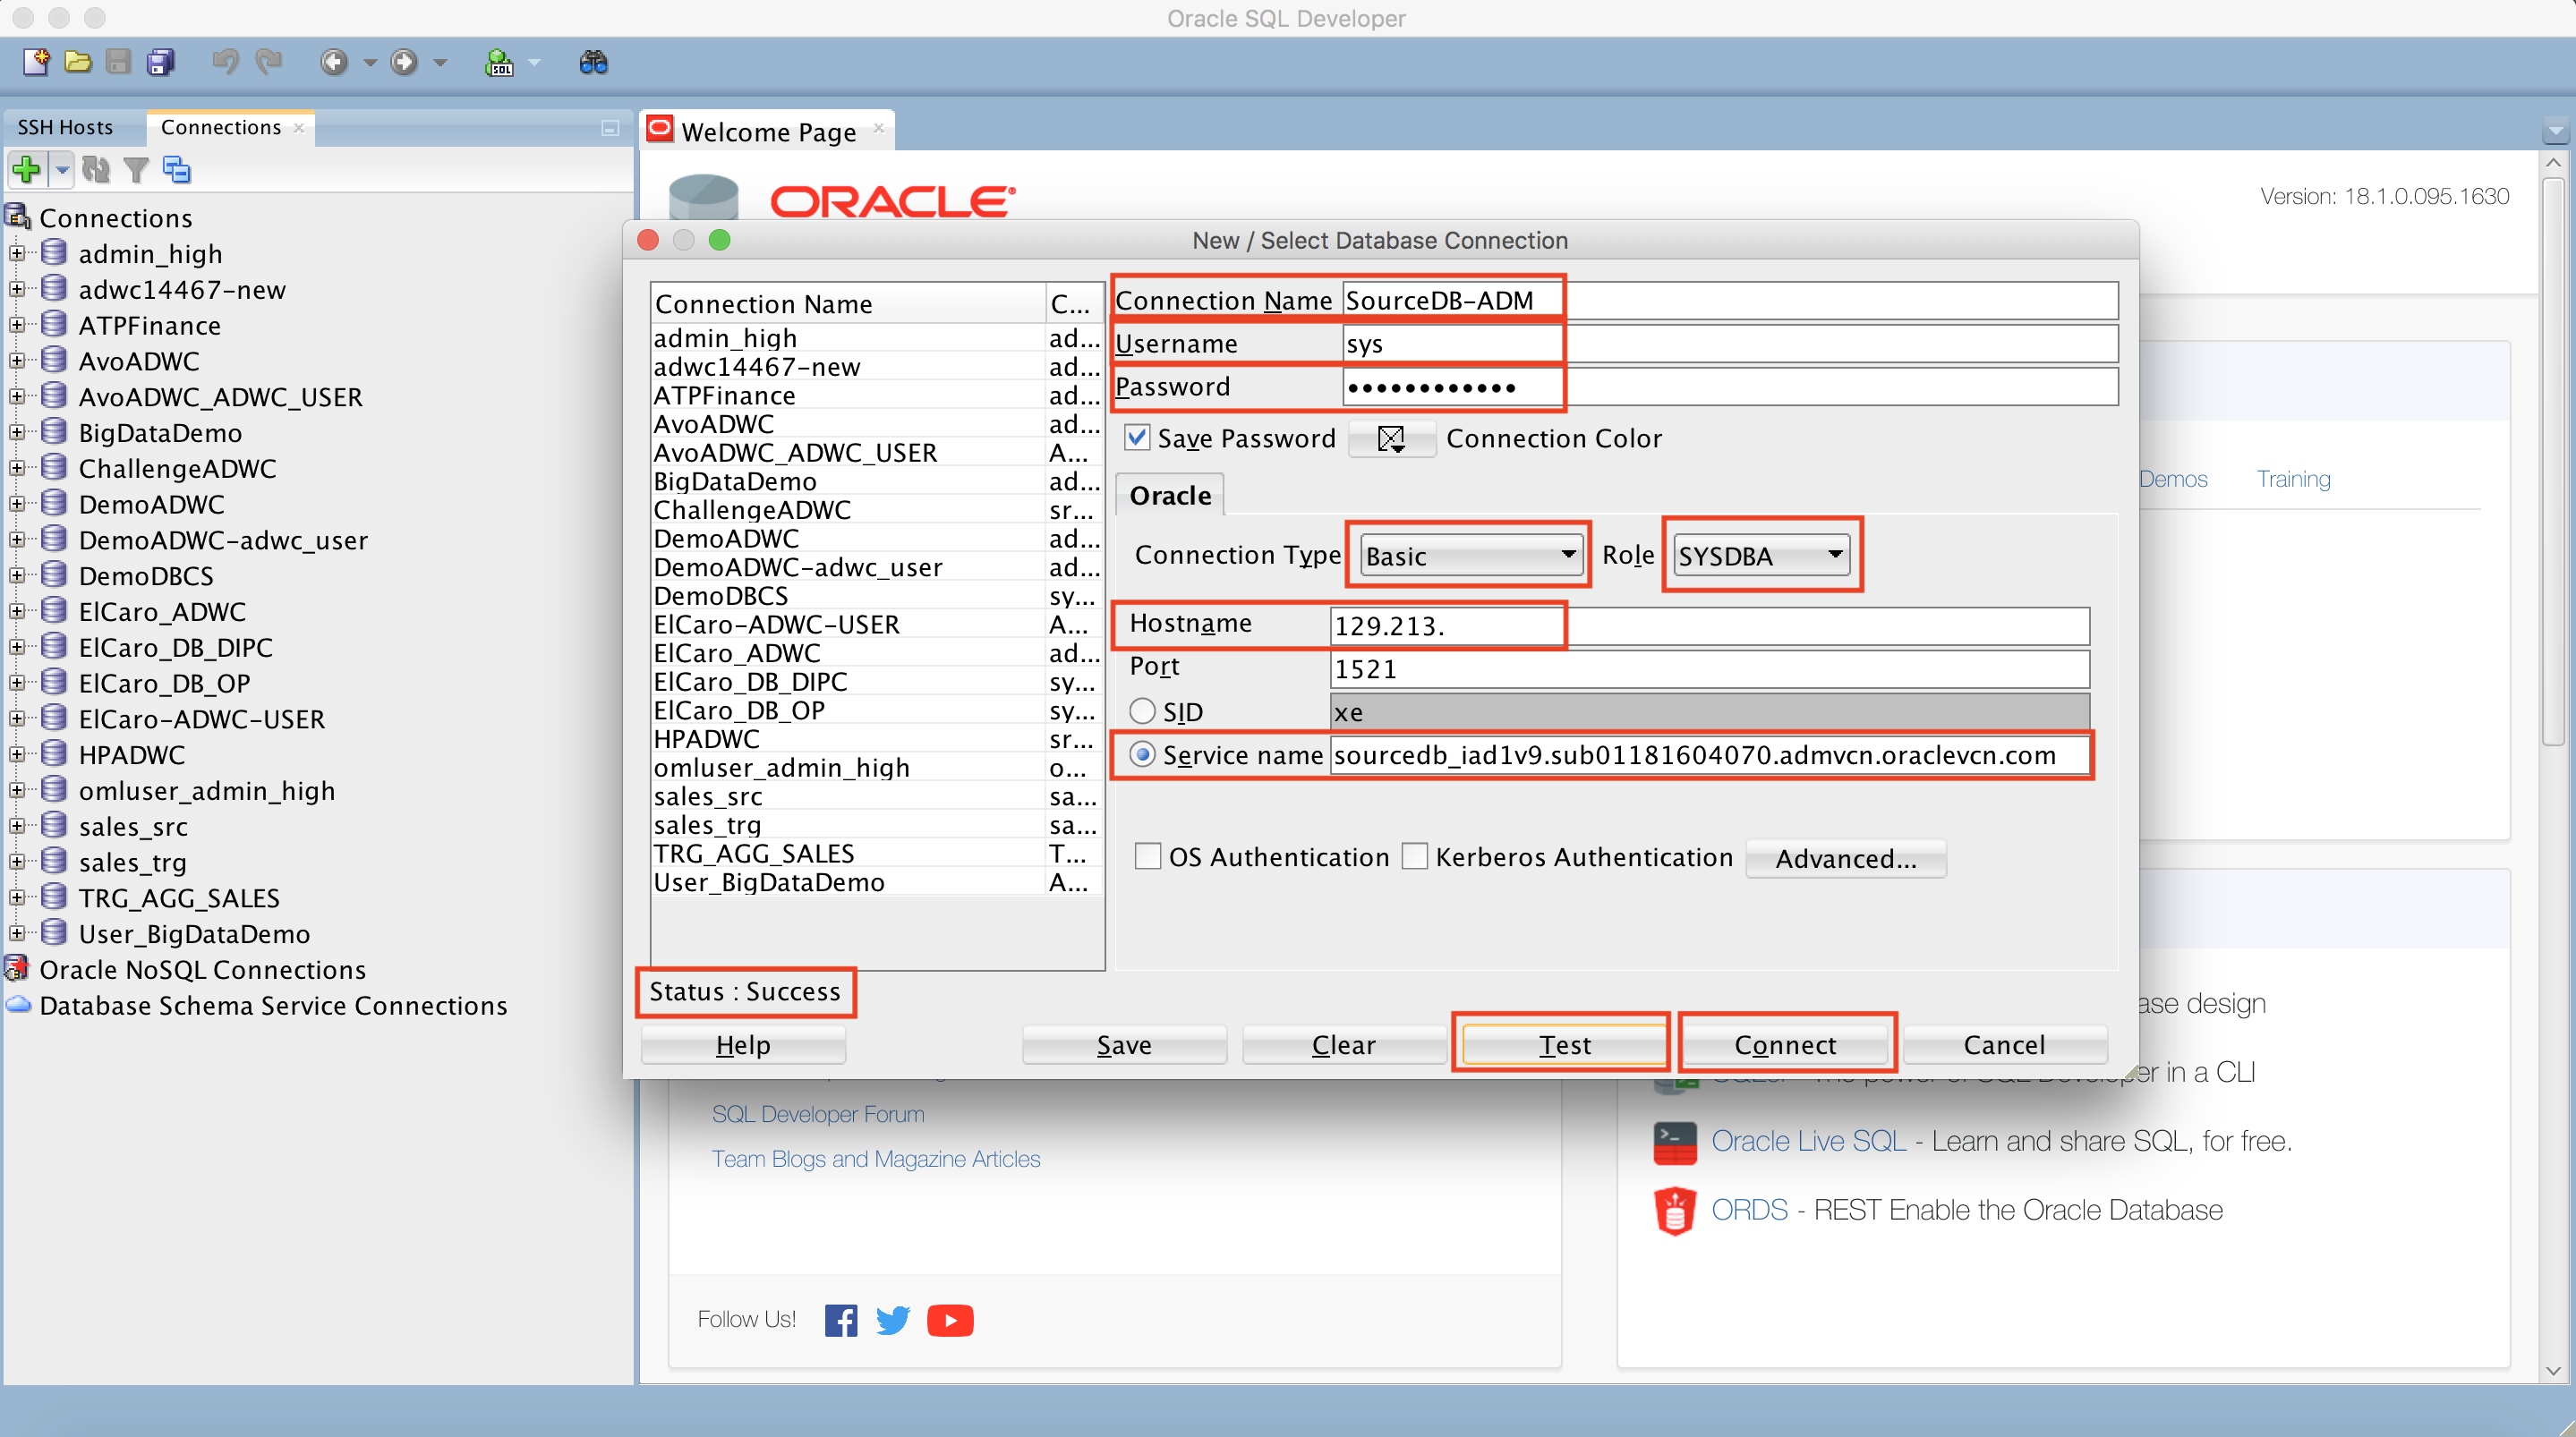 Oracle SQL Developer
SQL
SSH Hosts
Connections
Connections
admin_high
adwc14467-new
ATPFinance
AvoADWC
AvoADWC_ADWC_USER
BigDataDemo
ChallengeADWC
DemoADWC
DemoADWC-adwc_user
DemoDBCS
ElCaro_ADWC
ElCaro_DB_DIPC
ElCaro_DB_OP
ElCaro-ADWC-USER
HPADWC
omluser_admin_high
sales_src
sales_trg
TRG_AGG_SALES
User_BigDataDemo
Oracle NoSQL Connections
Database Schema Service Connections
Welcome Page
ORACLE®
Version: 18.1.0.095.1630
New / Select Database Connection
Connection Name C...
admin_high ad...
adwc14467-new ad...
ATPFinance ad...
AvoADWC ad...
AvoADWC_ADWC_USER A...
BigDataDemo ad...
ChallengeADWC sr...
DemoADWC ad...
DemoADWC-adwc_user ad...
DemoDBCS sy...
ElCaro-ADWC-USER A...
ElCaro_ADWC ad...
ElCaro_DB_DIPC sy...
ElCaro_DB_OP sy...
HPADWC sr...
omluser_admin_high o...
sales_src sa...
sales_trg sa...
TRG_AGG_SALES T...
User_BigDataDemo A...
Connection Name SourceDB-ADM
Username sys
Password ••••••••••••
Save Password Connection Color
Oracle
Connection Type Basic Role SYSDBA
Hostname 129.213.
Port 1521
SID xe
Service name sourcedb_iad1v9.sub01181604070.admvcn.oraclevcn.com
OS Authentication Kerberos Authentication Advanced...
Status : Success
Help Save Clear Test Connect Cancel
Demos Training
design
in a CLI
SQL Developer Forum
Team Blogs and Magazine Articles
Oracle Live SQL - Learn and share SQL, for free.
ORDS - REST Enable the Oracle Database
Follow Us!